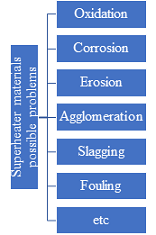 Superheater materials
possible problems
Oxidation
Corrosion
Erosion
Agglomeration
Slagging
Fouling
etc